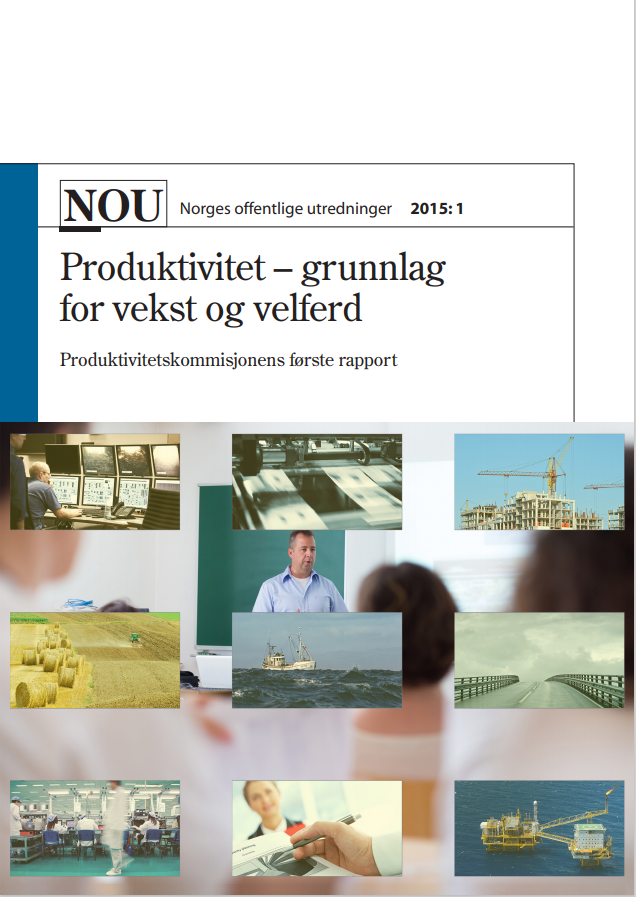 NOU Norges offentlige utredninger 2015: 1
Produktivitet – grunnlag
for vekst og velferd
Produktivitetskommisjonens første rapport